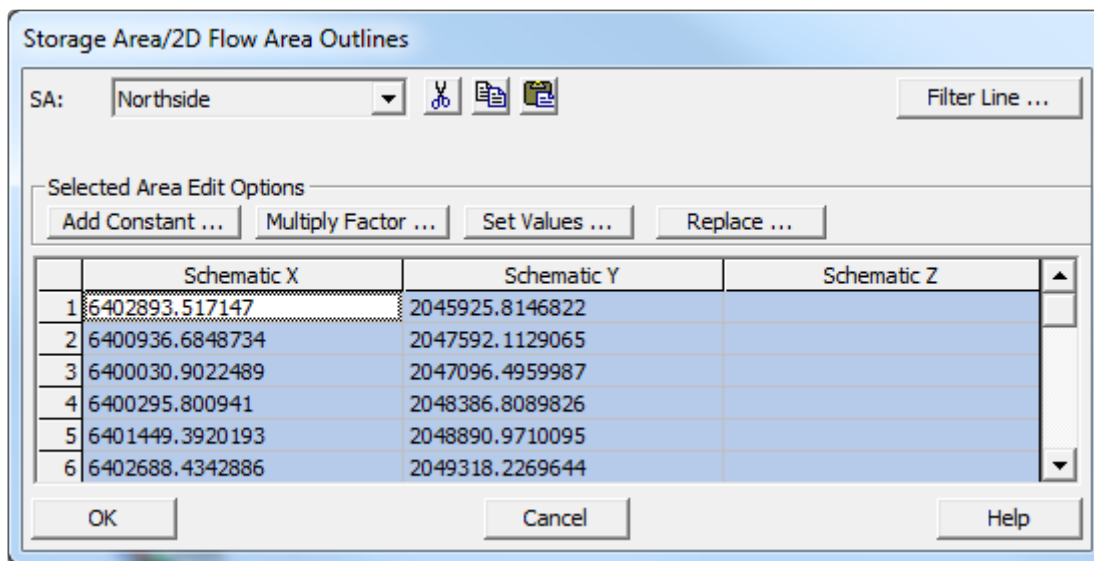 Storage Area/2D Flow Area Outlines
SA: Northside Filter Line ...
Selected Area Edit Options
Add Constant ... Multiply Factor ... Set Values ... Replace ...
Schematic X Schematic Y Schematic Z
1 6402893.517147 2045925.8146822
2 6400936.6848734 2047592.1129065
3 6400030.9022489 2047096.4959987
4 6400295.800941 2048386.8089826
5 6401449.3920193 2048890.9710095
6 6402688.4342886 2049318.2269644
OK Cancel Help